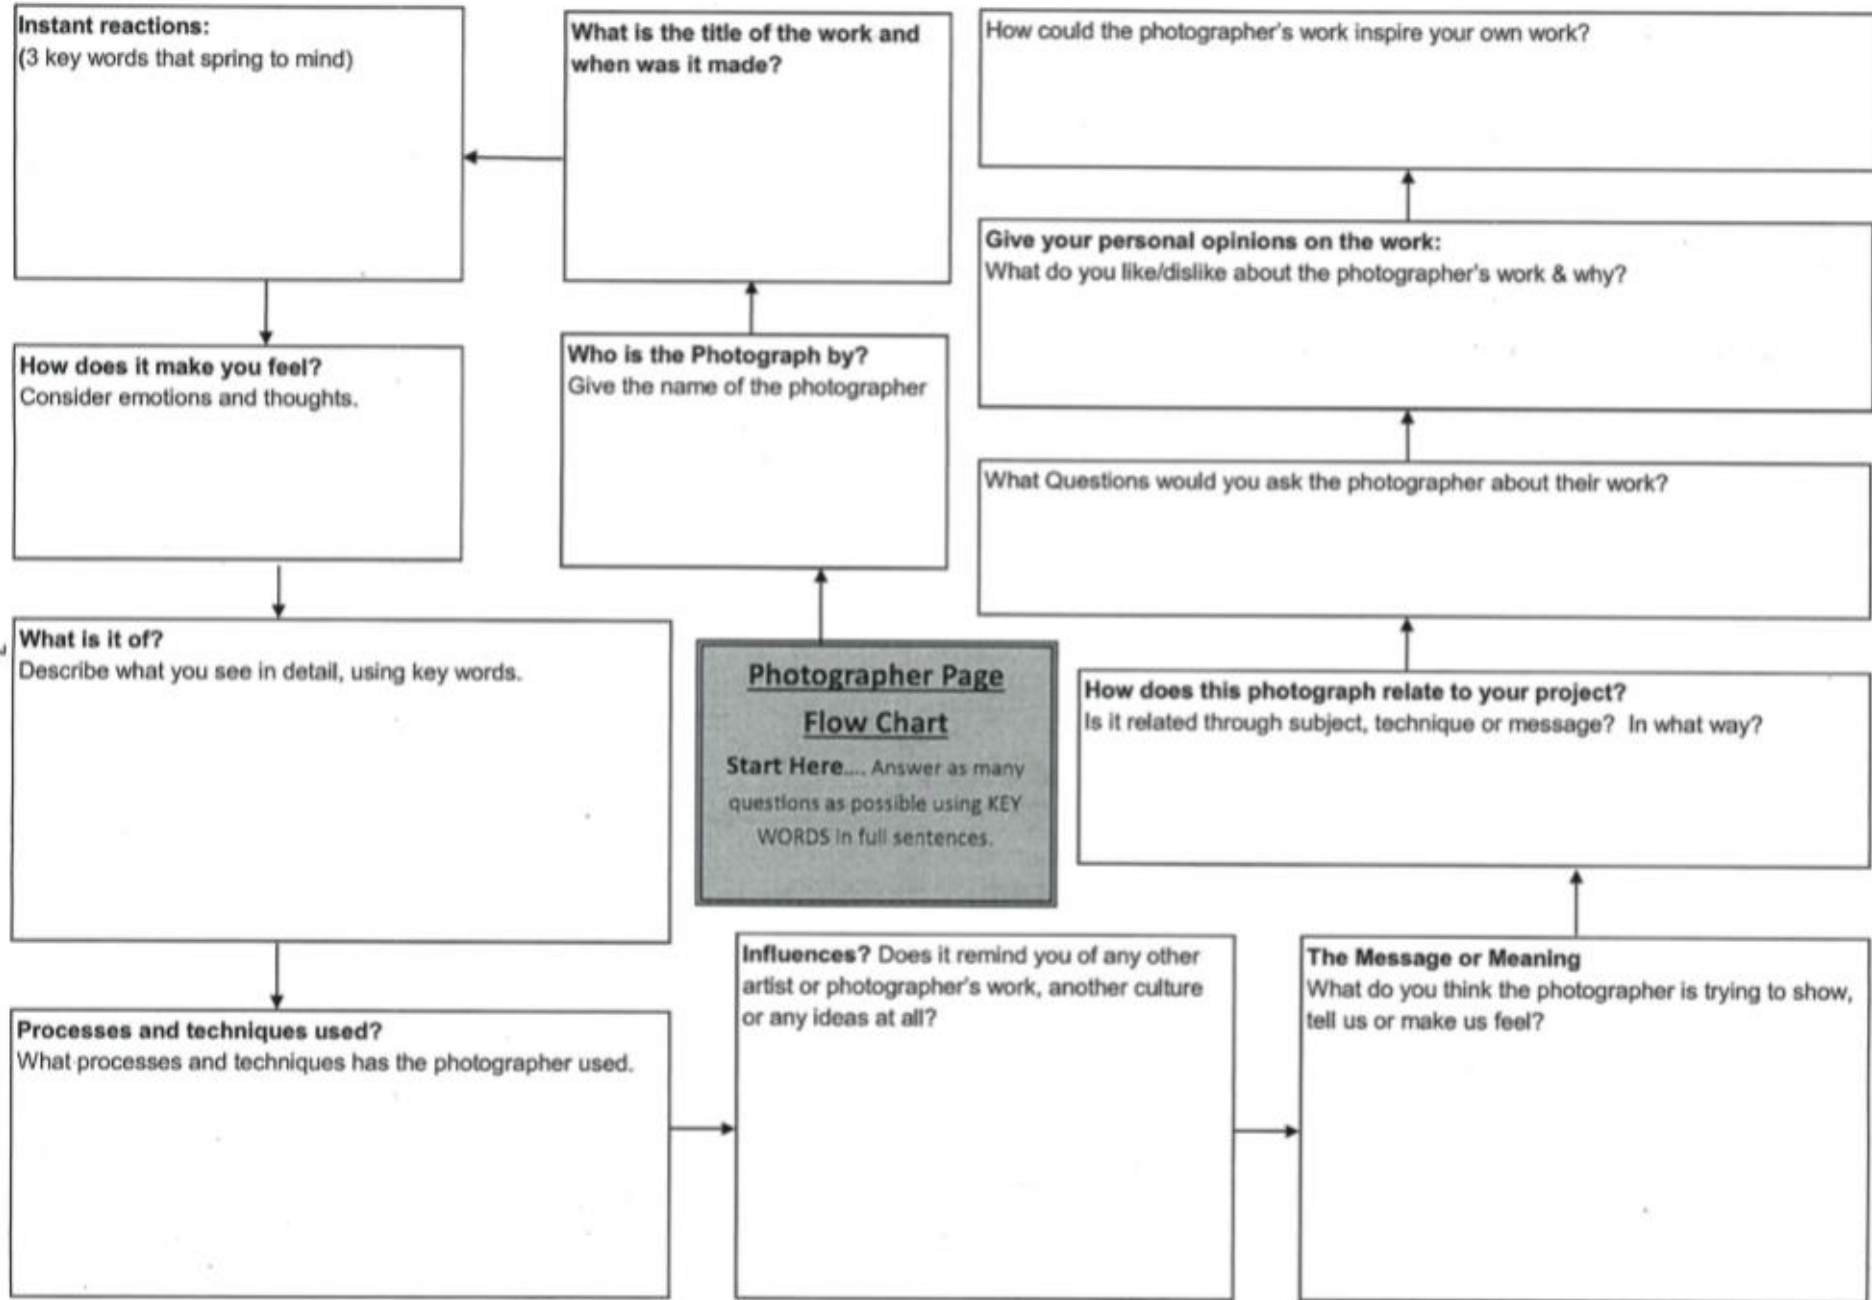 Instant reactions:
(3 key words that spring to mind)
What is the title of the work and
when was it made?
How could the photographer's work inspire your own work?
Give your personal opinions on the work:
What do you like/dislike about the photographer's work & why?
How does it make you feel?
Consider emotions and thoughts.
Who is the Photograph by?
Give the name of the photographer
What Questions would you ask the photographer about their work?
What is it of?
Describe what you see in detail, using key words.
Photographer Page
Flow Chart
Start Here.... Answer as many
questions as possible using KEY
WORDS in full sentences.
How does this photograph relate to your project?
Is it related through subject, technique or message? In what way?
Processes and techniques used?
What processes and techniques has the photographer used.
Influences? Does it remind you of any other
artist or photographer's work, another culture
or any ideas at all?
The Message or Meaning
What do you think the photographer is trying to show,
tell us or make us feel?